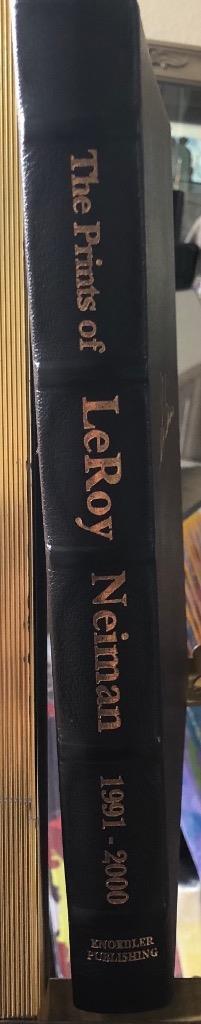 The Prints of LeRoy Neiman 1991 - 2000
KNOEDLER
PUBLISHING